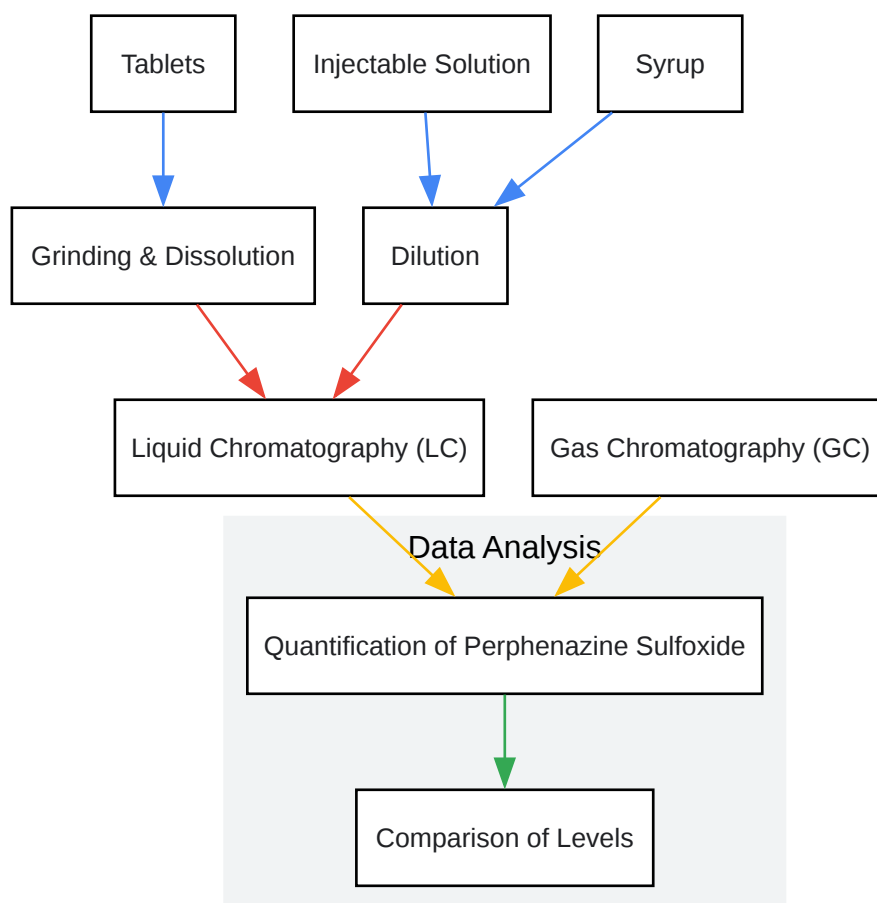 Tablets
Injectable Solution
Syrup
Grinding & Dissolution
Dilution
Liquid Chromatography (LC)
Gas Chromatography (GC)
Data Analysis
Quantification of Perphenazine Sulfoxide
Comparison of Levels